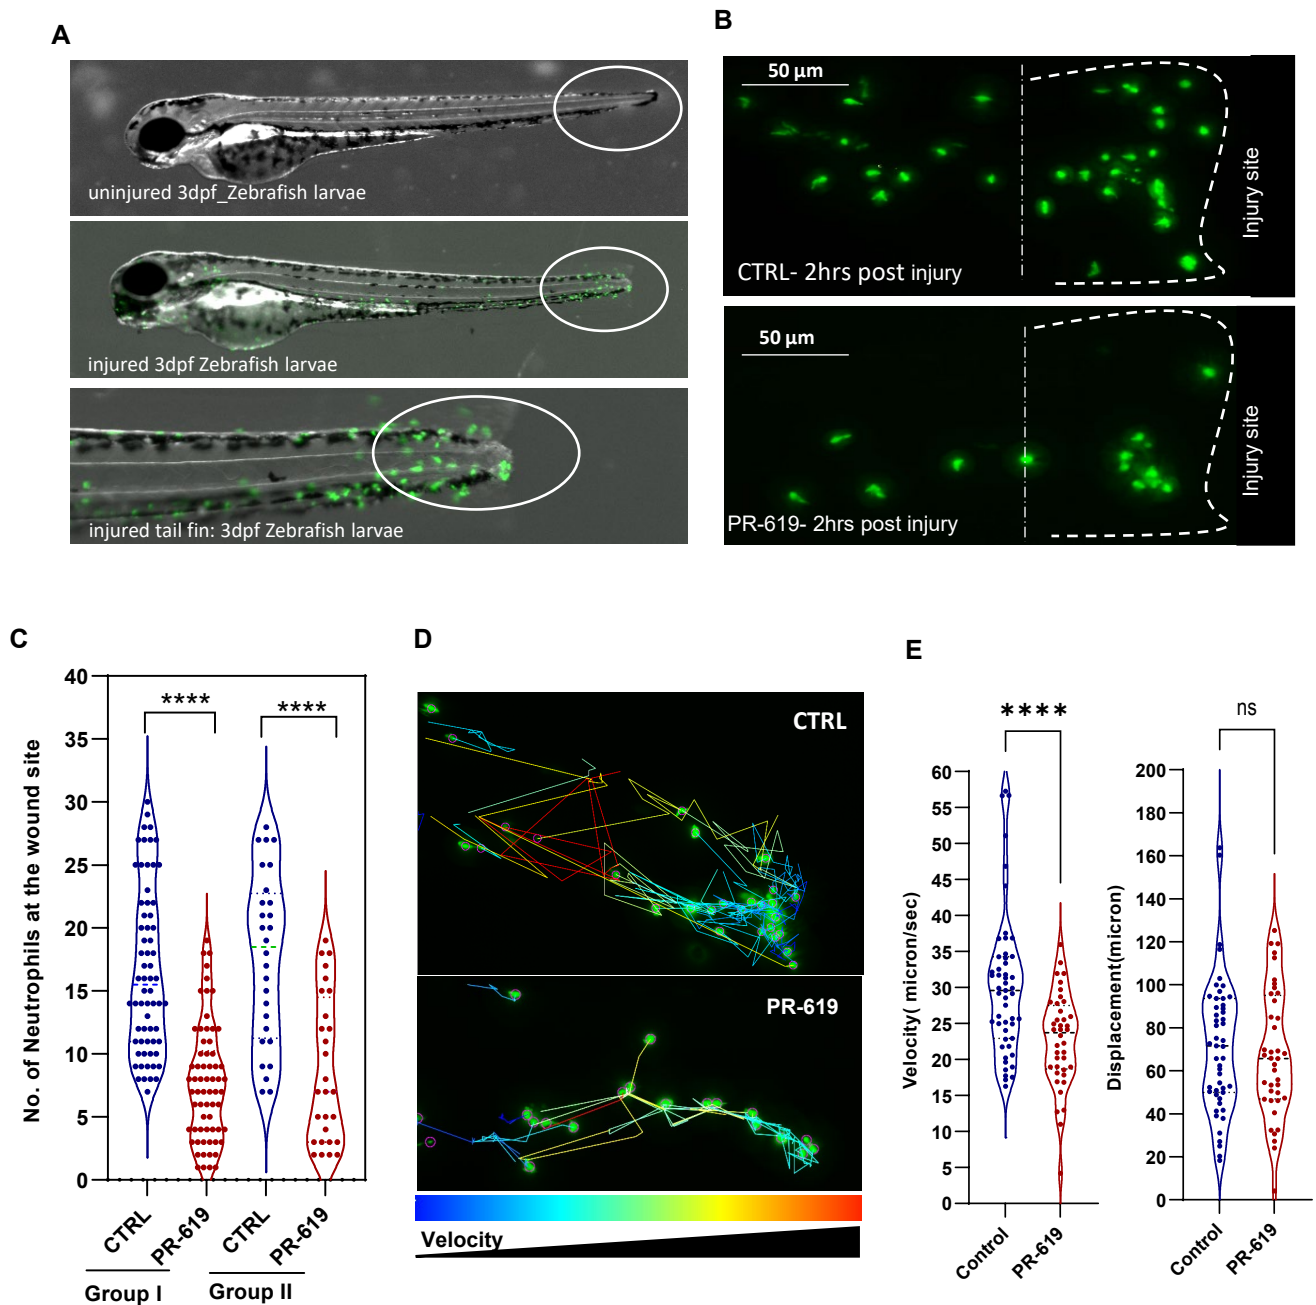 A
uninjured 3dpf_Zebrafish larvae
injured 3dpf Zebrafish larvae
injured tail fin: 3dpf Zebrafish larvae
B
50 µm
CTRL- 2hrs post injury
Injury site
50 µm
PR-619- 2hrs post injury
Injury site
C
No. of Neutrophils at the wound site
40
35
30
25
20
15
10
5
0
****
****
CTRL
PR-619
CTRL
PR-619
Group I
Group II
D
CTRL
PR-619
Velocity
E
Velocity( micron/sec)
60
55
50
45
40
35
30
25
20
15
10
5
0
****
Control
PR-619
Displacement(micron)
200
180
160
140
120
100
80
60
40
20
0
ns
Control
PR-619